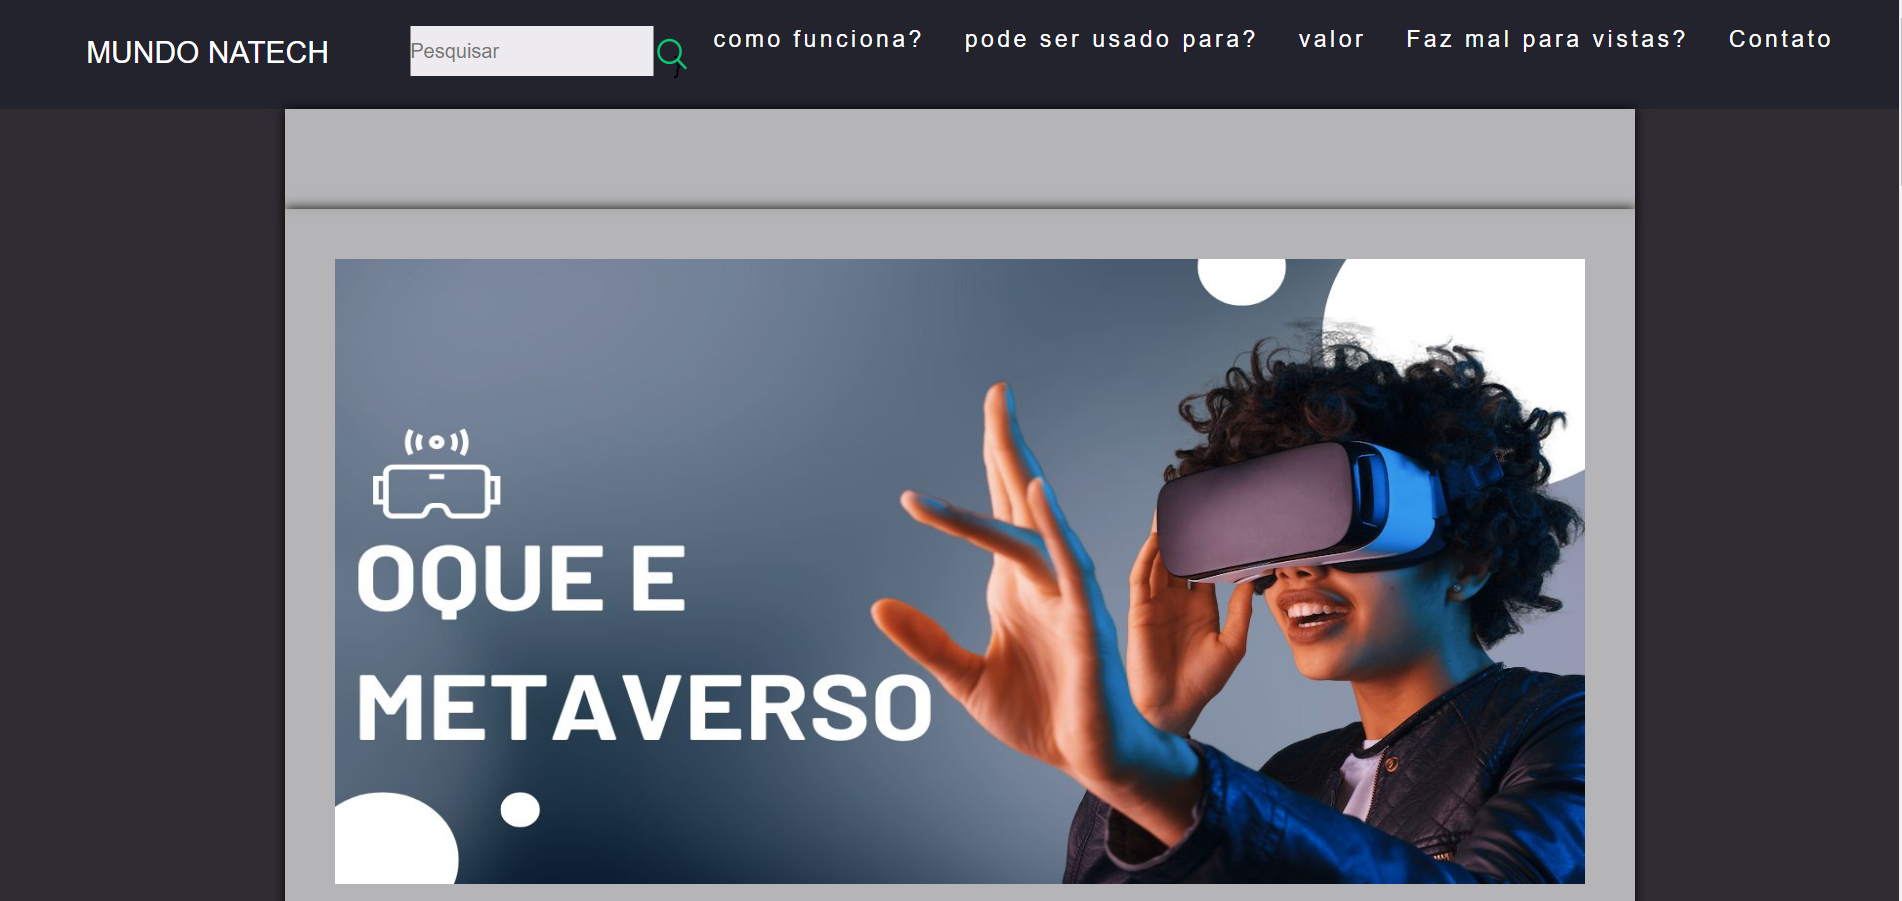 MUNDO NATECH
Pesquisar
como funciona?
pode ser usado para?
valor
Faz mal para vistas?
Contato
OQUE E
METAVERSO